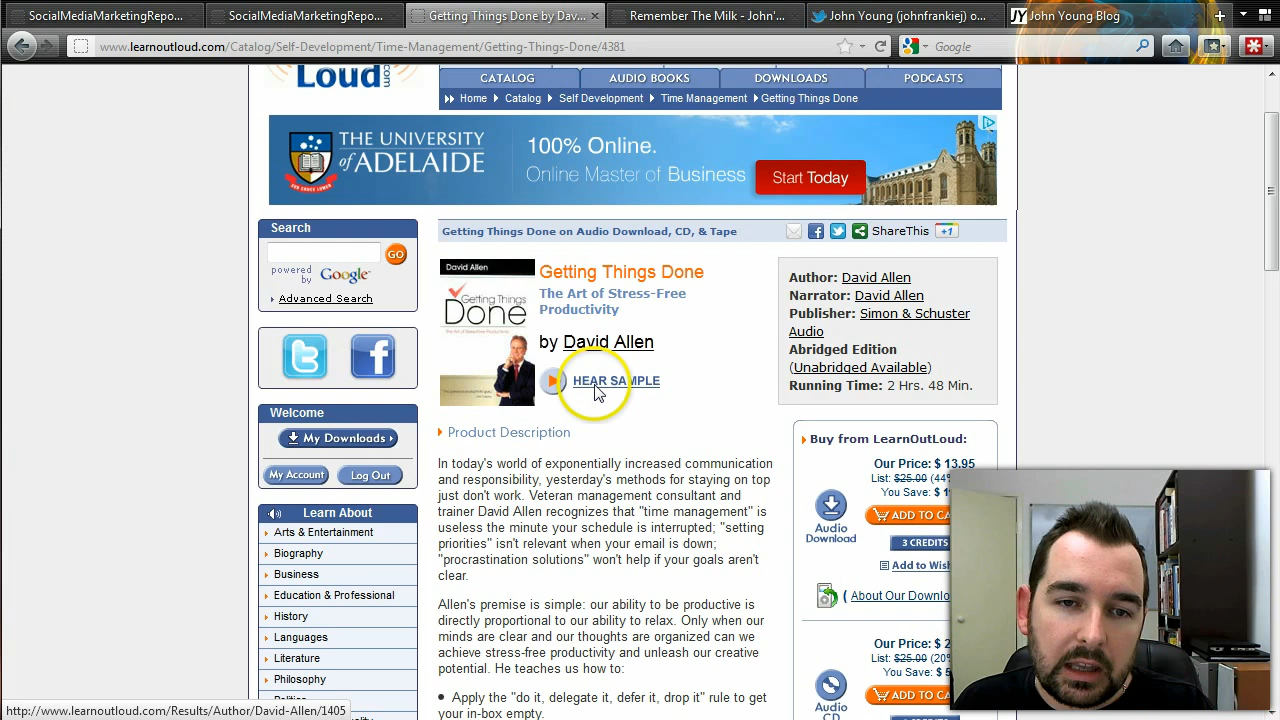 SocialMediaMarketingRepo...
SocialMediaMarketingRepo...
Getting Things Done by Dav...
Remember The Milk - John'...
John Young (johnfrankiej) o...
JY John Young Blog
www.learnoutloud.com/Catalog/Self-Development/Time-Management/Getting-Things-Done/4381
Google
Loud.com
CATALOG
AUDIO BOOKS
DOWNLOADS
PODCASTS
Home
Catalog
Self Development
Time Management
Getting Things Done
THE UNIVERSITY
of ADELAIDE
100% Online.
Online Master of Business
Start Today
Search
GO
powered
by Google
Advanced Search
Welcome
My Downloads
My Account
Log Out
Learn About
Arts & Entertainment
Biography
Business
Education & Professional
History
Languages
Literature
Philosophy
Getting Things Done on Audio Download, CD, & Tape
ShareThis
+1
David Allen
Getting Things
Done
Getting Things Done
The Art of Stress-Free
Productivity
by David Allen
HEAR SAMPLE
Author: David Allen
Narrator: David Allen
Publisher: Simon & Schuster
Audio
Abridged Edition
(Unabridged Available)
Running Time: 2 Hrs. 48 Min.
Product Description
In today's world of exponentially increased communication
and responsibility, yesterday's methods for staying on top
just don't work. Veteran management consultant and
trainer David Allen recognizes that "time management" is
useless the minute your schedule is interrupted; "setting
priorities" isn't relevant when your email is down;
"procrastination solutions" won't help if your goals aren't
clear.
Allen's premise is simple: our ability to be productive is
directly proportional to our ability to relax. Only when our
minds are clear and our thoughts are organized can we
achieve stress-free productivity and unleash our creative
potential. He teaches us how to:
• Apply the "do it, delegate it, defer it, drop it" rule to get
your in-box empty.
Buy from LearnOutLoud:
Our Price: $ 13.95
List: $25.00 (44%
You Save: $ 1
Audio
Download
ADD TO CA
3 CREDITS
Add to Wish
( About Our Downlo
Our Price: $ 2
List: $25.00 (20%
You Save: $ 5
Audio
CD
ADD TO CA
http://www.learnoutloud.com/Results/Author/David-Allen/1405